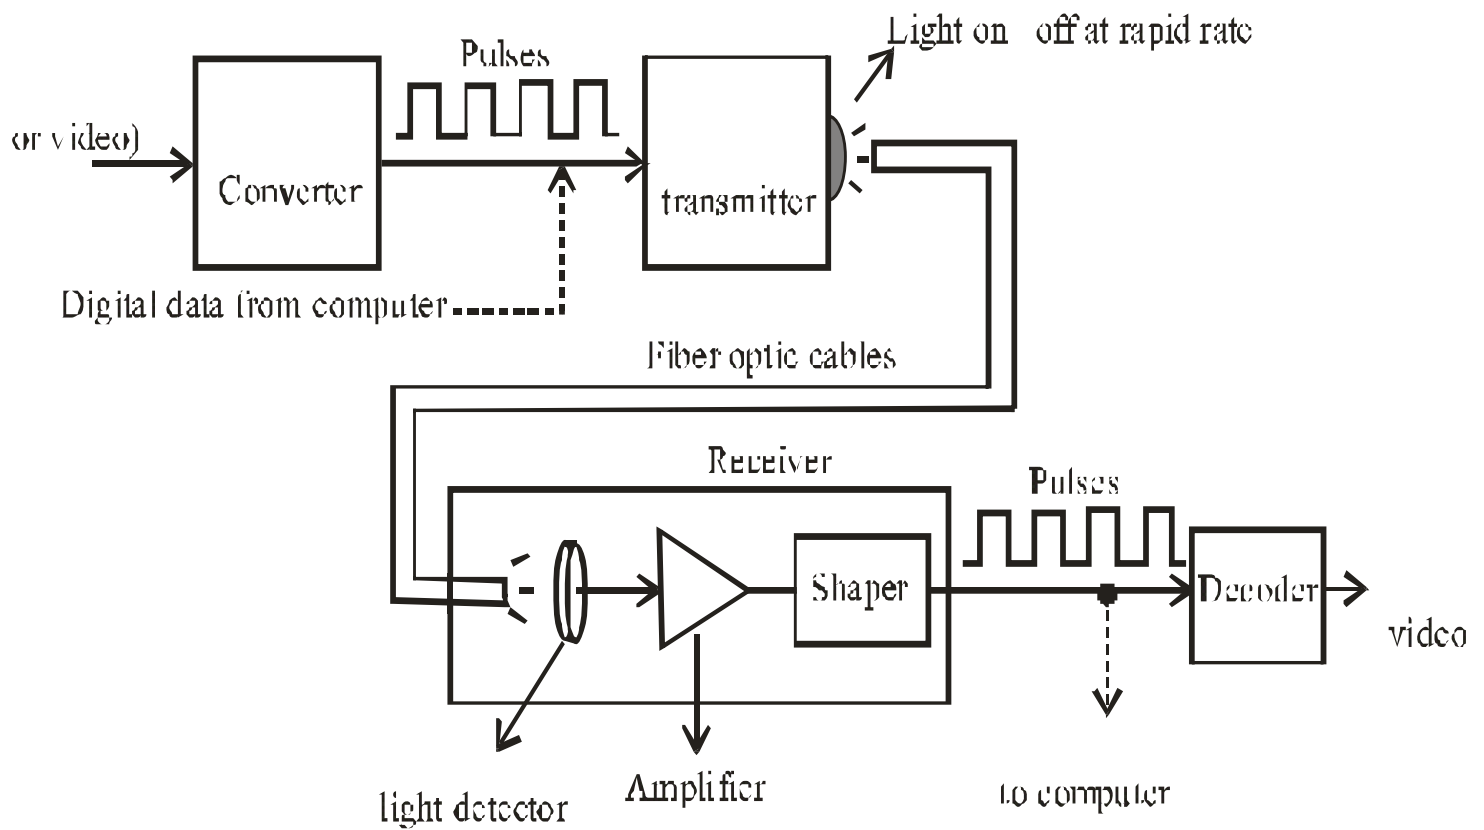 Light on off at rapid rate
Pulses
or video)
Converter
transmitter
Digital data from computer
Fiber optic cables
Receiver
Pulses
Shaper
Decoder
video
light detector
Amplifier
to computer